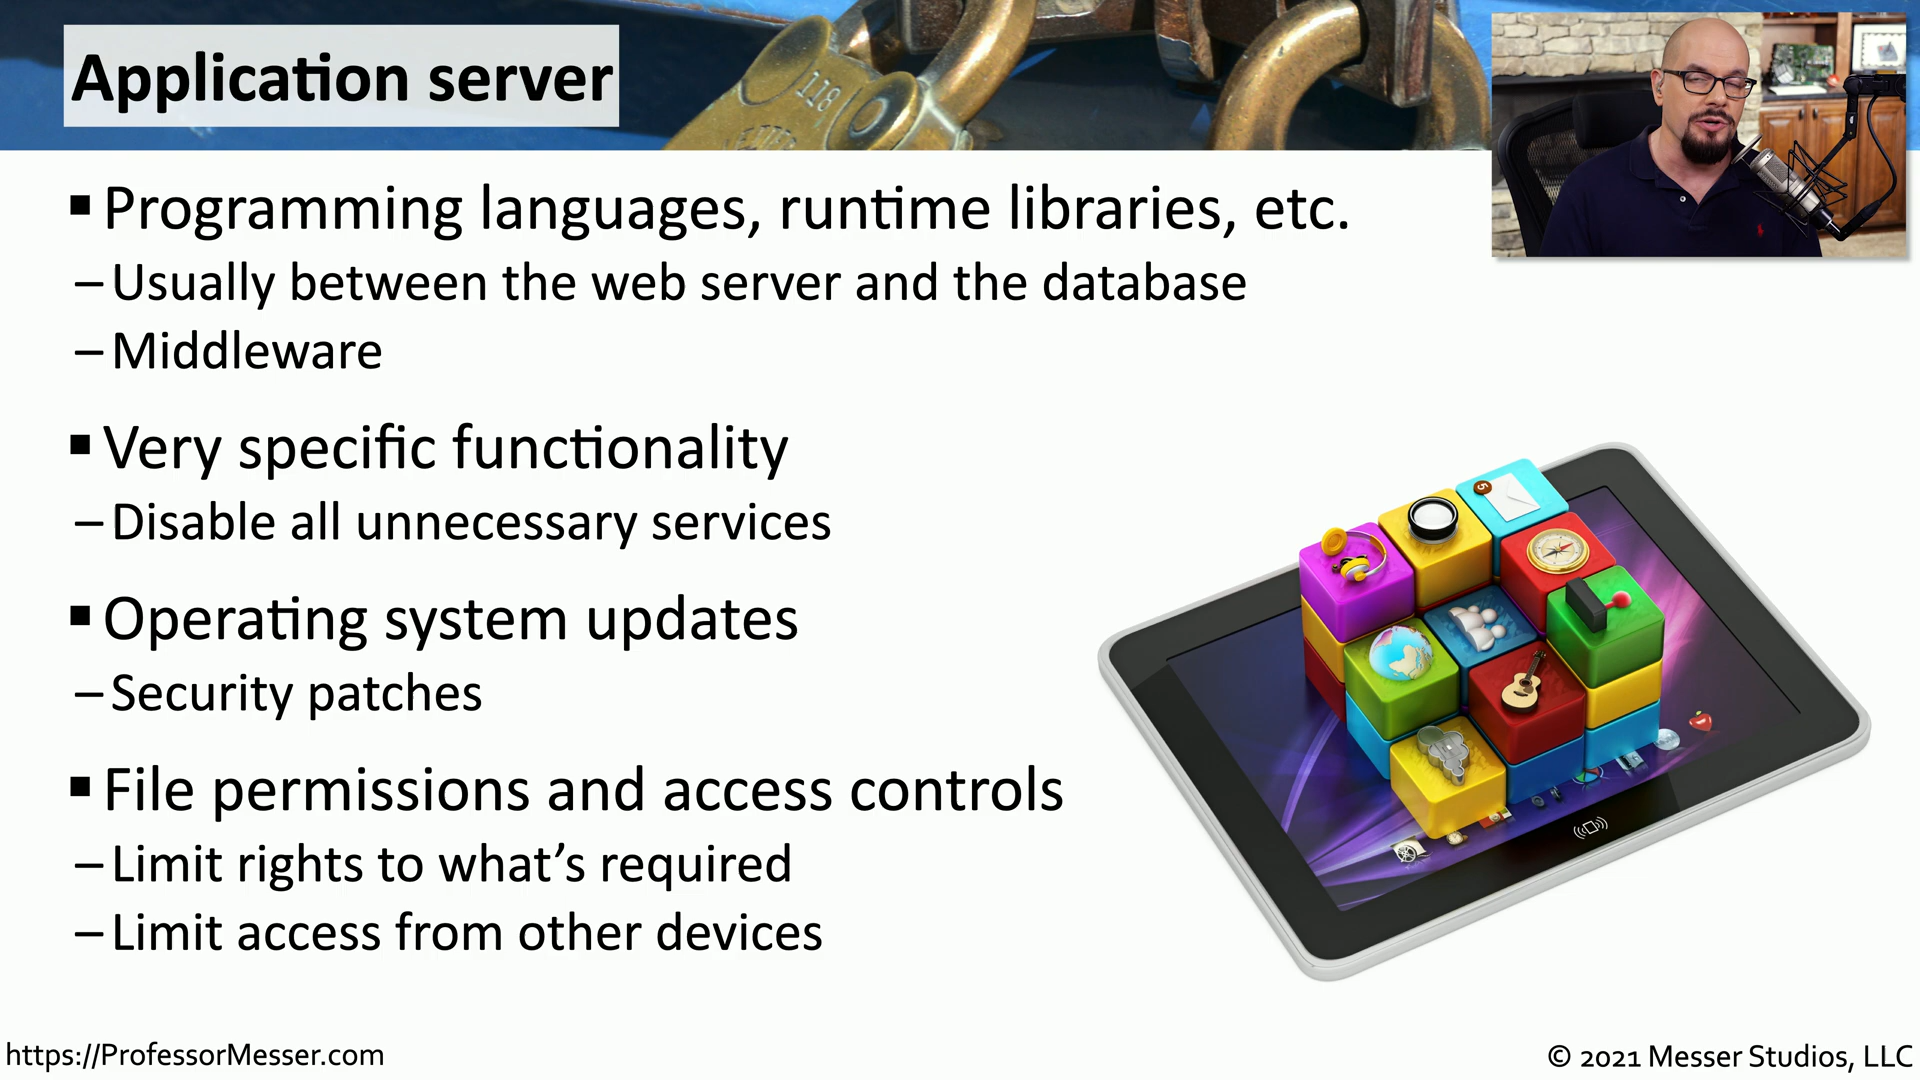 Application server
118
▪ Programming languages, runtime libraries, etc.
– Usually between the web server and the database
– Middleware
▪ Very specific functionality
– Disable all unnecessary services
▪ Operating system updates
– Security patches
▪ File permissions and access controls
– Limit rights to what's required
– Limit access from other devices
5
https://ProfessorMesser.com
© 2021 Messer Studios, LLC